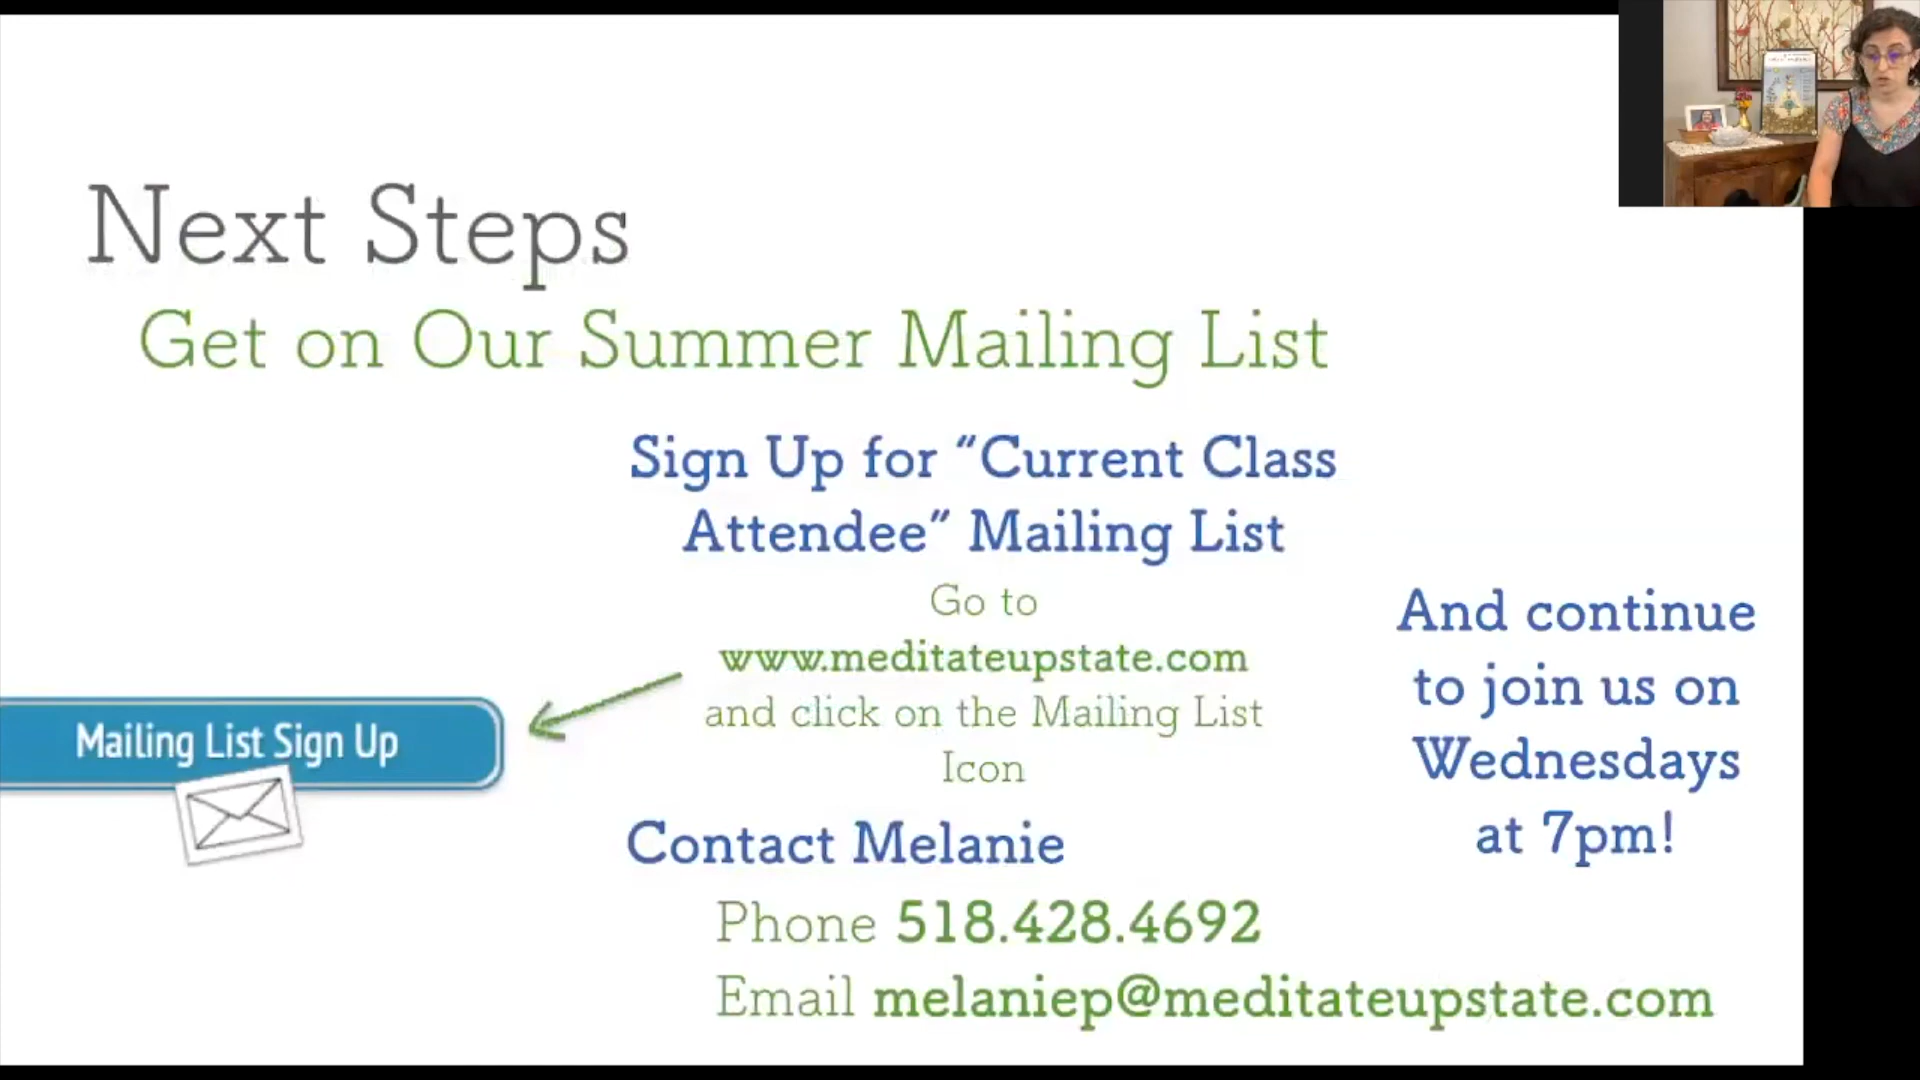 Next Steps
Get on Our Summer Mailing List
Sign Up for “Current Class
Attendee” Mailing List
Go to
www.meditateupstate.com
and click on the Mailing List
Icon
Mailing List Sign Up
And continue
to join us on
Wednesdays
at 7pm!
Contact Melanie
Phone 518.428.4692
Email melaniep@meditateupstate.com